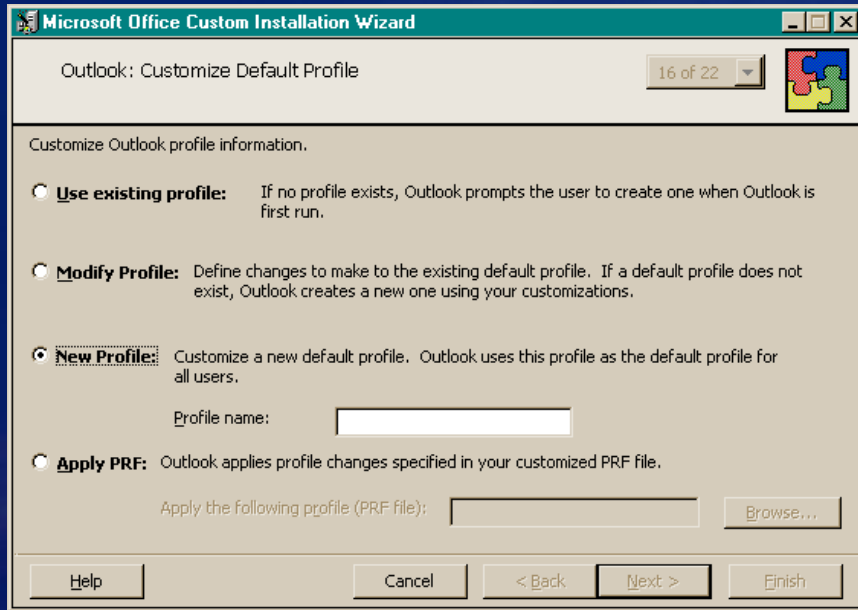 Microsoft Office Custom Installation Wizard
Outlook: Customize Default Profile
16 of 22
Customize Outlook profile information.
Use existing profile: If no profile exists, Outlook prompts the user to create one when Outlook is
first run.
Modify Profile: Define changes to make to the existing default profile. If a default profile does not
exist, Outlook creates a new one using your customizations.
New Profile: Customize a new default profile. Outlook uses this profile as the default profile for
all users.
Profile name:
Apply PRF: Outlook applies profile changes specified in your customized PRF file.
Apply the following profile (PRF file):
Browse...
Help
Cancel
< Back
Next >
Finish